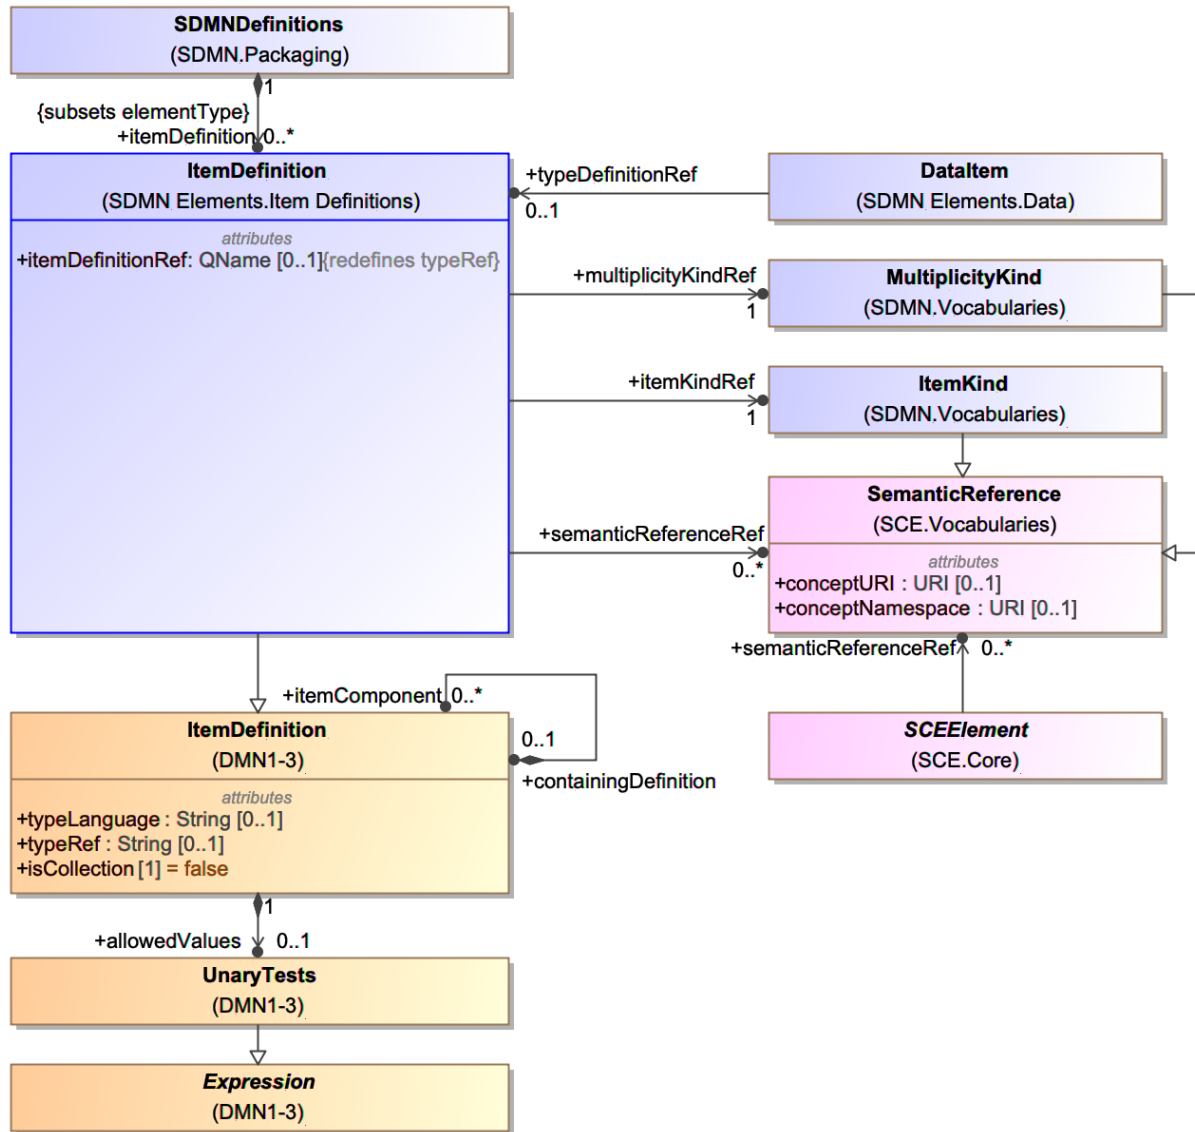 SDMNDefinitions
(SDMN.Packaging)
1
{subsets elementType}
+itemDefinition 0..*
ItemDefinition
(SDMN Elements.Item Definitions)
attributes
+itemDefinitionRef: QName [0..1]{redefines typeRef}
+typeDefinitionRef
0..1
DataItem
(SDMN Elements.Data)
+multiplicityKindRef
1
MultiplicityKind
(SDMN.Vocabularies)
+itemKindRef
1
ItemKind
(SDMN.Vocabularies)
+semanticReferenceRef
0..*
SemanticReference
(SCE.Vocabularies)
attributes
+conceptURI : URI [0..1]
+conceptNamespace : URI [0..1]
+semanticReferenceRef 0..*
SCEElement
(SCE.Core)
+itemComponent 0..*
0..1
+containingDefinition
ItemDefinition
(DMN1-3)
attributes
+typeLanguage : String [0..1]
+typeRef : String [0..1]
+isCollection [1] = false
1
+allowedValues 0..1
UnaryTests
(DMN1-3)
Expression
(DMN1-3)